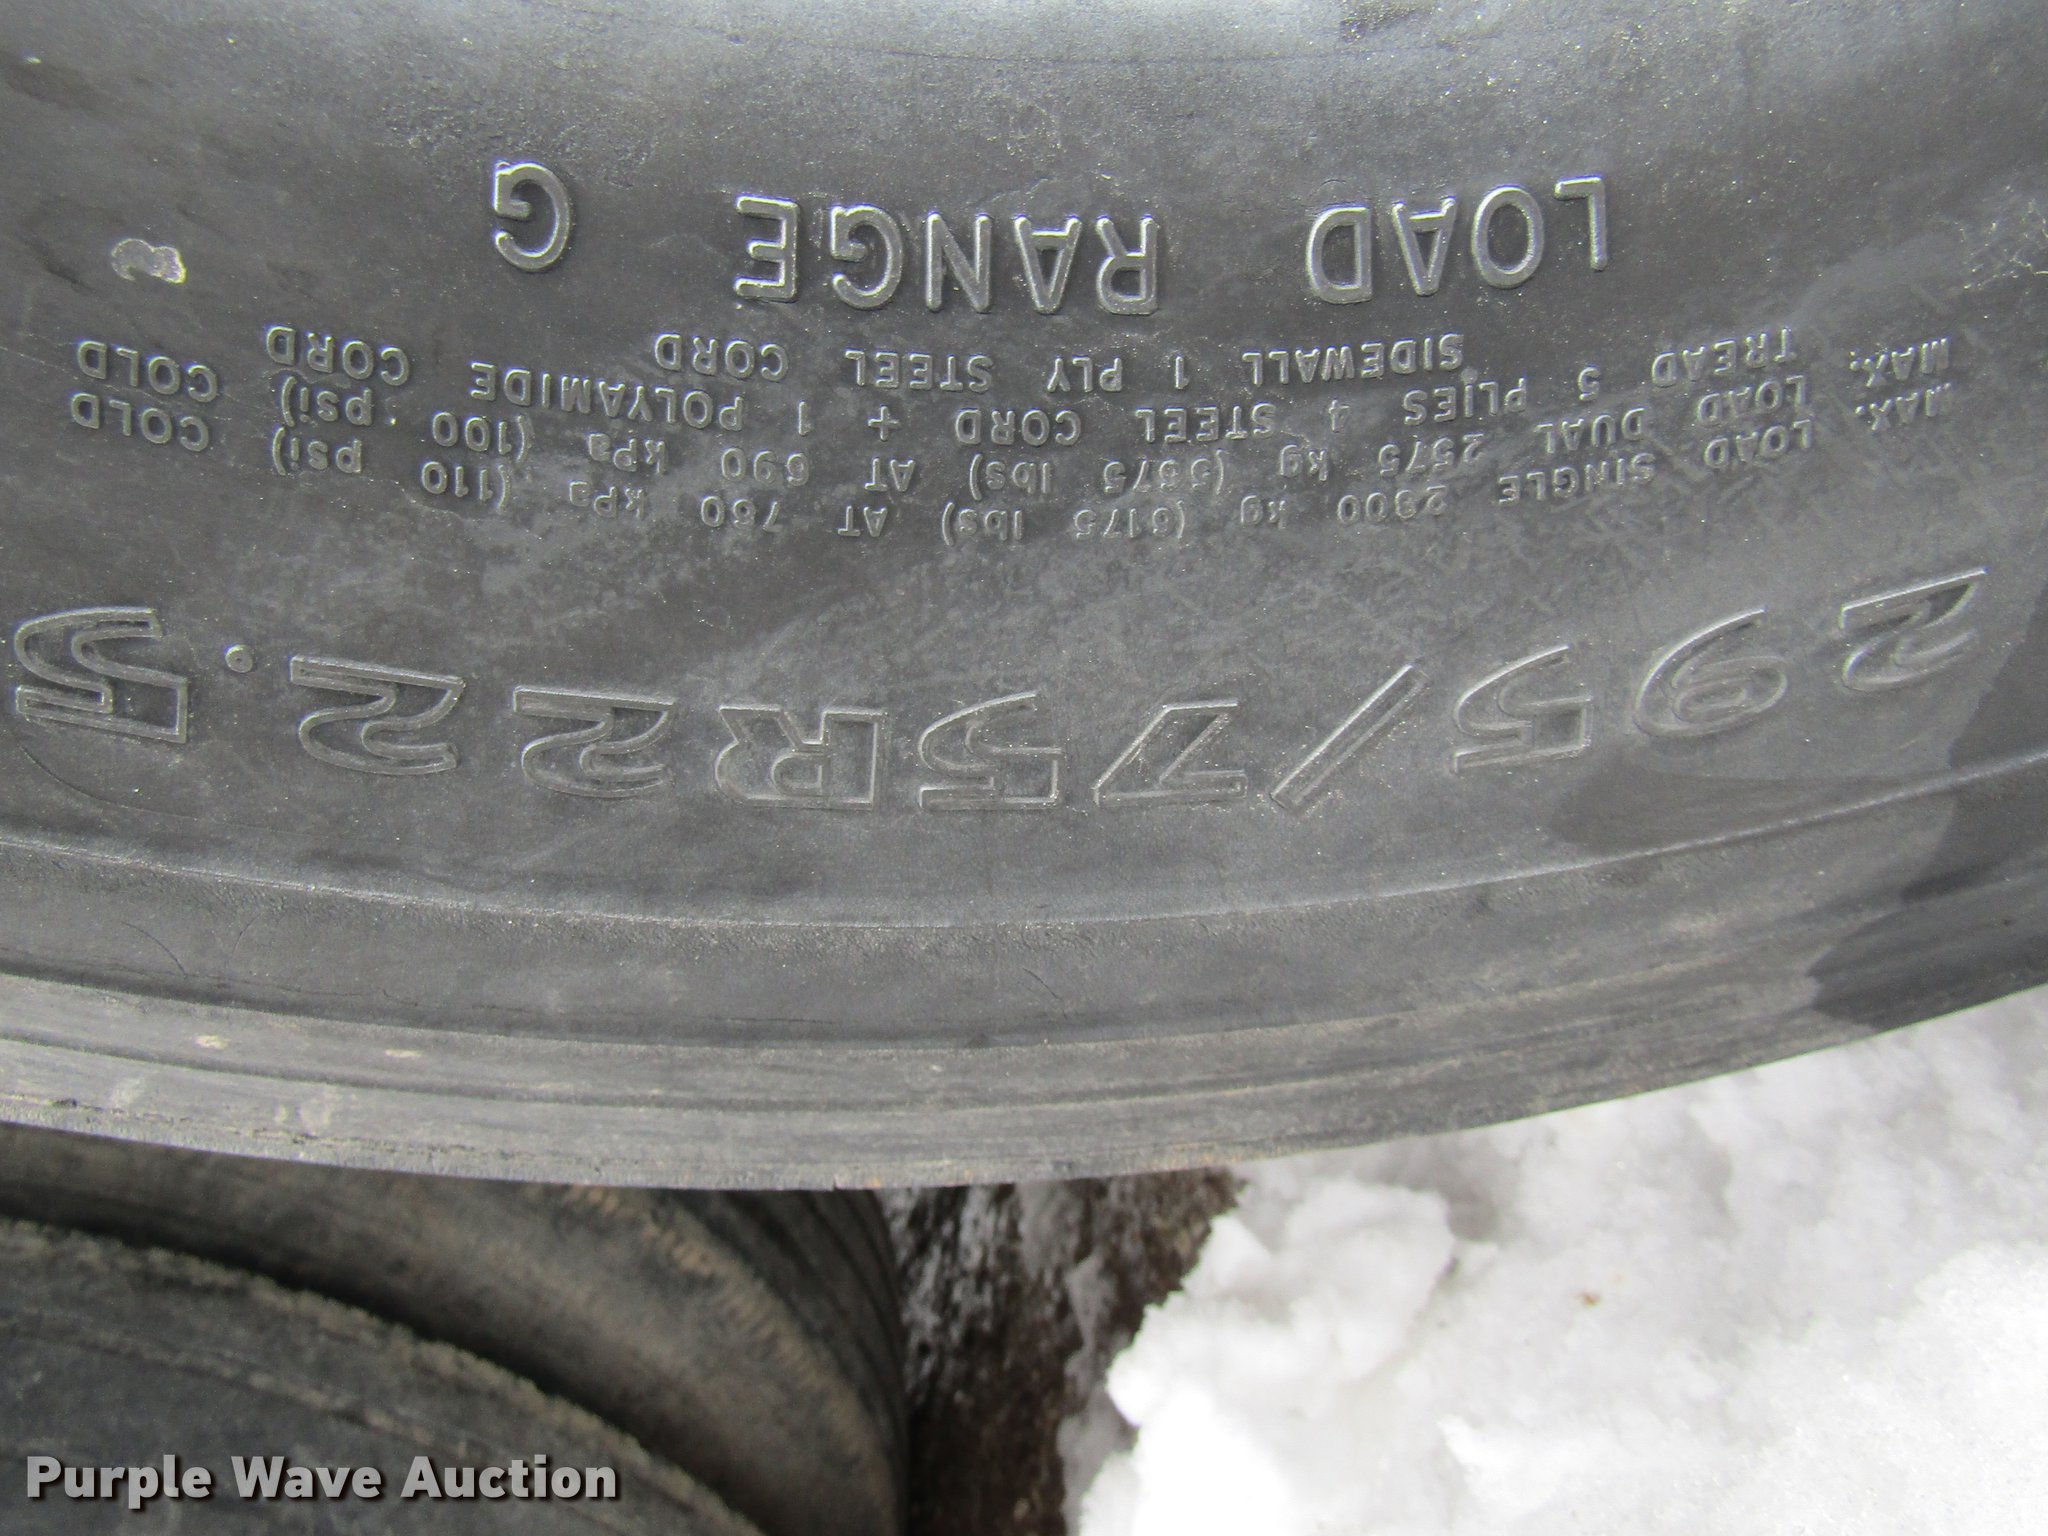 295/75R22.5
MAX. LOAD SINGLE 2800 kg (6175 lbs) AT 760 kPa (110 psi) COLD
MAX. LOAD DUAL 2575 kg (5675 lbs) AT 690 kPa (100 psi) COLD
TREAD 5 PLIES 4 STEEL CORD + 1 POLYAMIDE CORD
SIDEWALL 1 PLY STEEL CORD
LOAD RANGE G
Purple Wave Auction